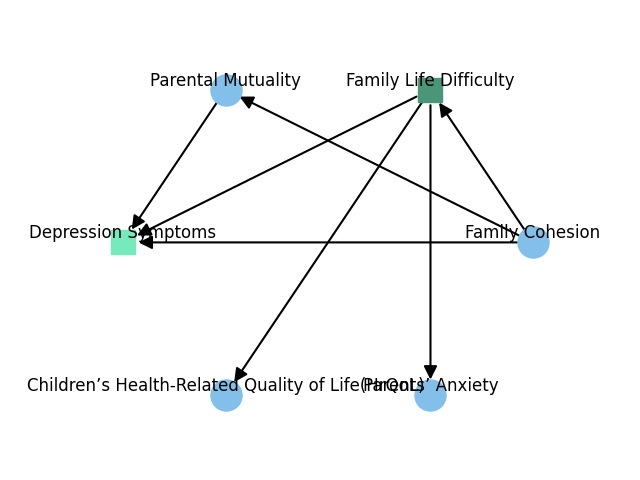 Parental Mutuality
Family Life Difficulty
Depression Symptoms
Family Cohesion
Children’s Health-Related Quality of Life (HrQoL)
Parents’ Anxiety